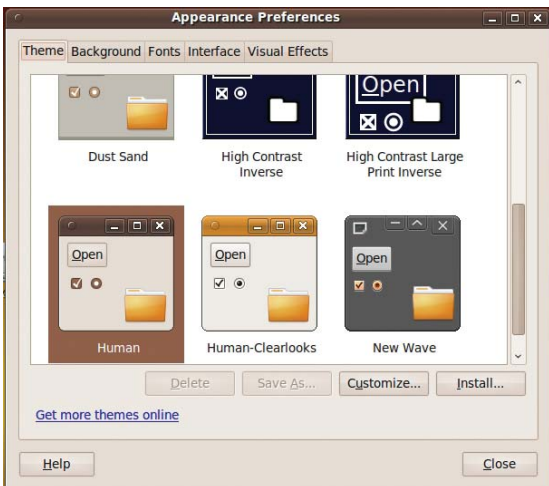 Appearance Preferences
Theme Background Fonts Interface Visual Effects
Open
Dust Sand
High Contrast
Inverse
High Contrast Large
Print Inverse
Open
Open
Open
Human
Human-Clearlooks
New Wave
Delete
Save As...
Customize...
Install...
Get more themes online
Help
Close